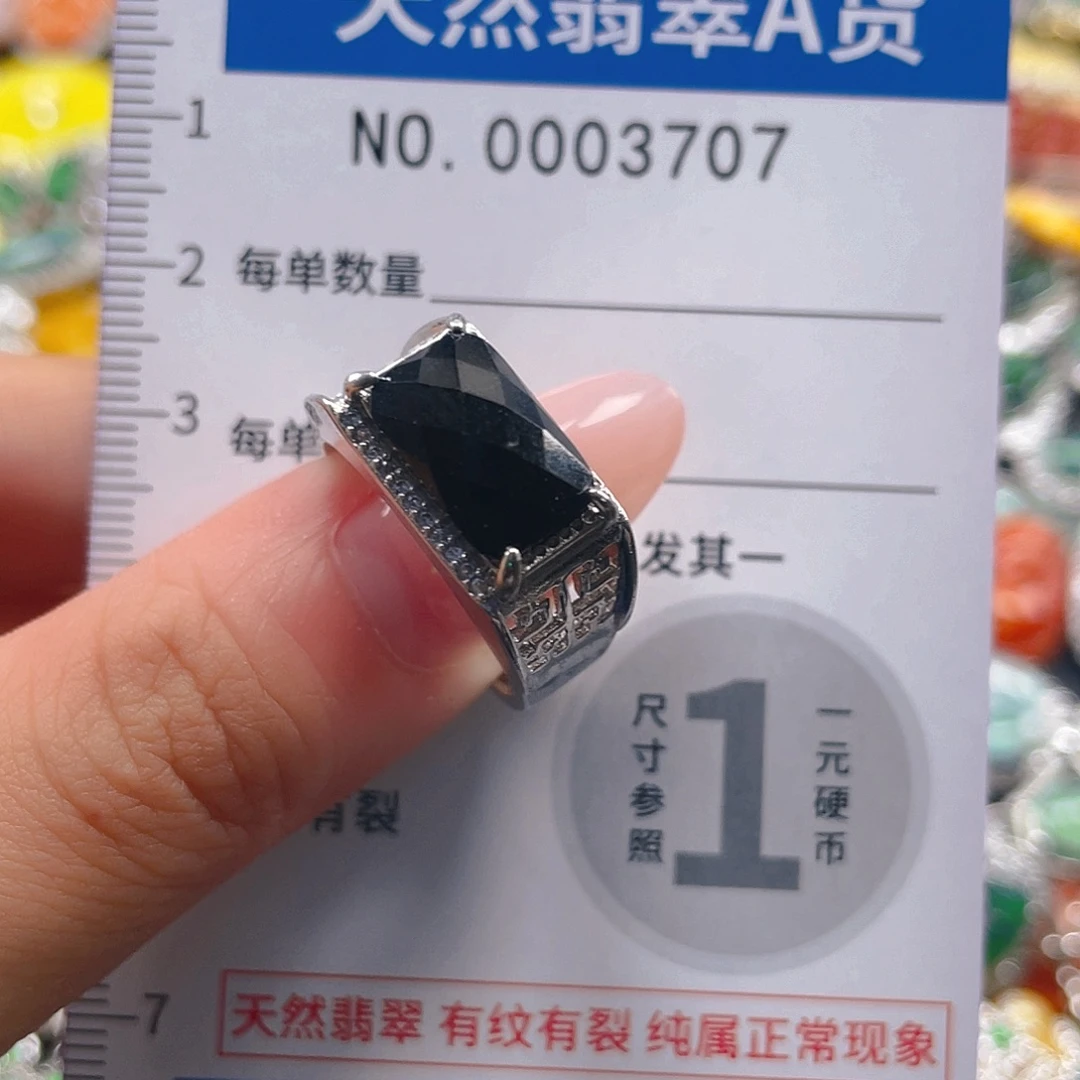 天然翡翠A货
NO. 0003707
1
2
每单数量
3
每单
发其一
尺寸参照
1
一元硬币
有裂
7
天然翡翠 有纹有裂 纯属正常现象